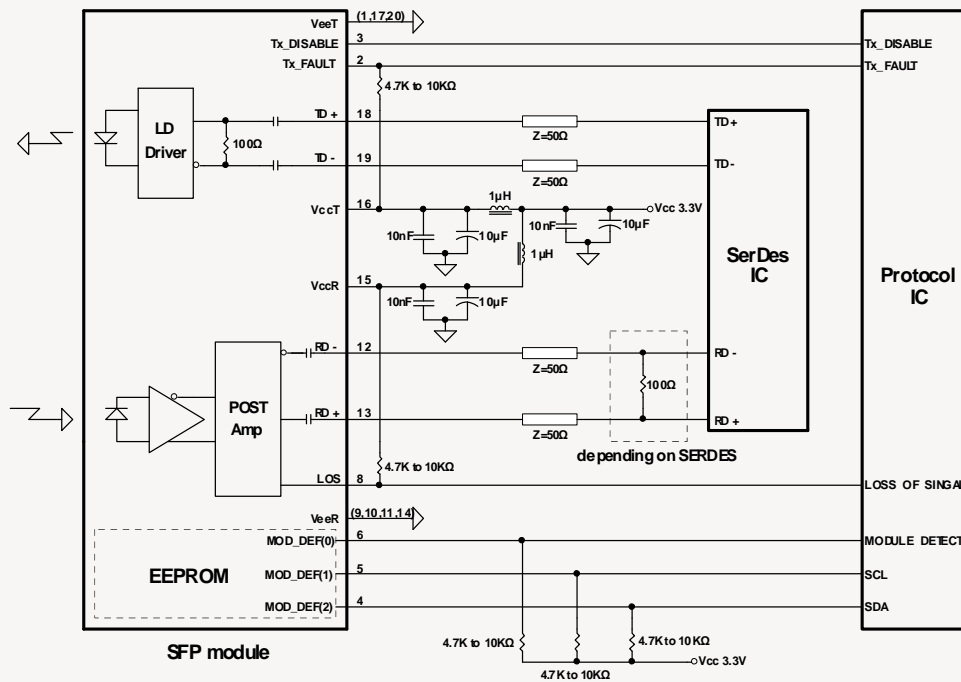 VeeT (1,17,20)
Tx_DISABLE 3 Tx_DISABLE
Tx_FAULT 2 Tx_FAULT
4.7K to 10KΩ
LD
Driver
100Ω
TD+ 18 Z=50Ω TD+
TD- 19 Z=50Ω TD-
VccT 16 1µH Vcc 3.3V
10nF 10µF 10nF 10µF
1µH
VccR 15
10nF 10µF
SerDes
IC
Protocol
IC
RD- 12 Z=50Ω RD-
100Ω
POST
Amp
RD+ 13 Z=50Ω RD+
depending on SERDES
4.7K to 10KΩ
LOS 8 LOSS OF SINGAL
VeeR (9,10,11,14)
MOD_DEF(0) 6 MODULE DETECT
EEPROM
MOD_DEF(1) 5 SCL
MOD_DEF(2) 4 SDA
4.7K to 10KΩ 4.7K to 10KΩ
SFP module
Vcc 3.3V
4.7K to 10KΩ